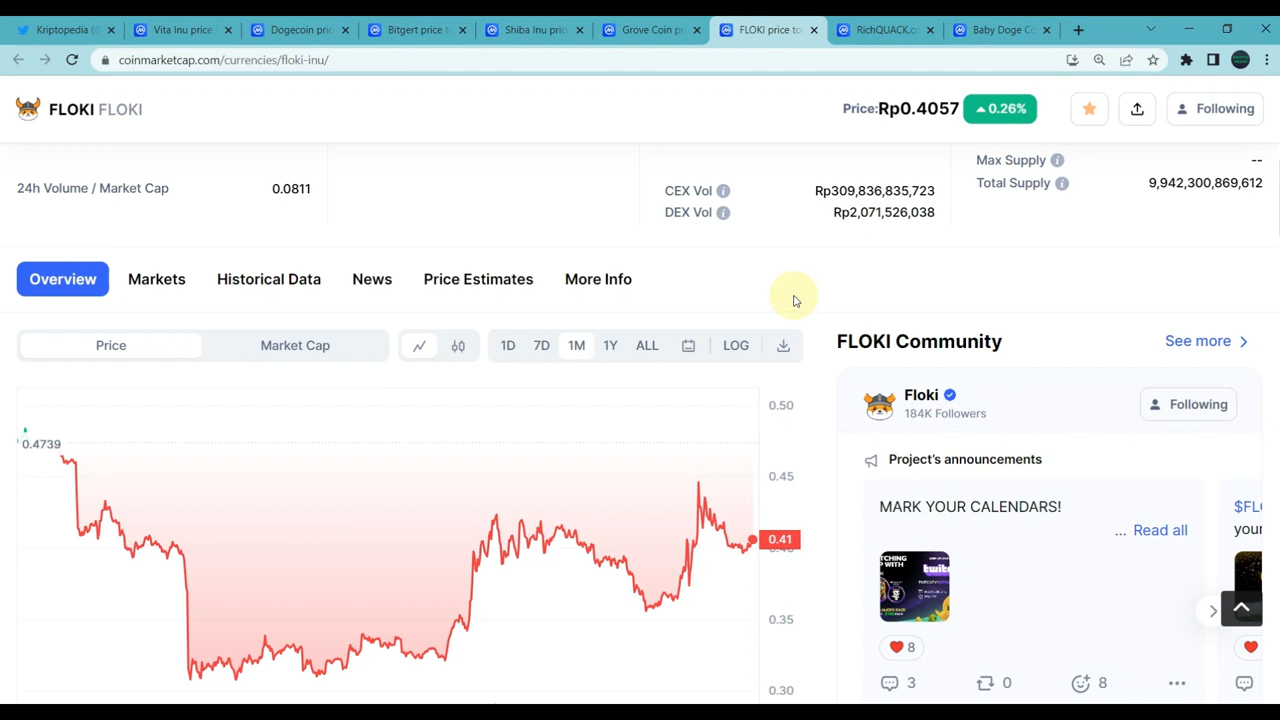 Kriptopedia (
Vita Inu price
Dogecoin pric
Bitgert price t
Shiba Inu pric
Grove Coin pr
FLOKI price to
RichQUACK.co
Baby Doge Co
coinmarketcap.com/currencies/floki-inu/
FLOKI FLOKI
Price:Rp0.4057
0.26%
Following
24h Volume / Market Cap
0.0811
CEX Vol
Rp309,836,835,723
DEX Vol
Rp2,071,526,038
Max Supply
--
Total Supply
9,942,300,869,612
Overview
Markets
Historical Data
News
Price Estimates
More Info
Price
Market Cap
1D
7D
1M
1Y
ALL
LOG
0.50
0.4739
0.45
0.41
0.35
0.30
FLOKI Community
See more
Floki
184K Followers
Following
Project's announcements
MARK YOUR CALENDARS!
... Read all
$FL
your
twitch
8
3
0
8